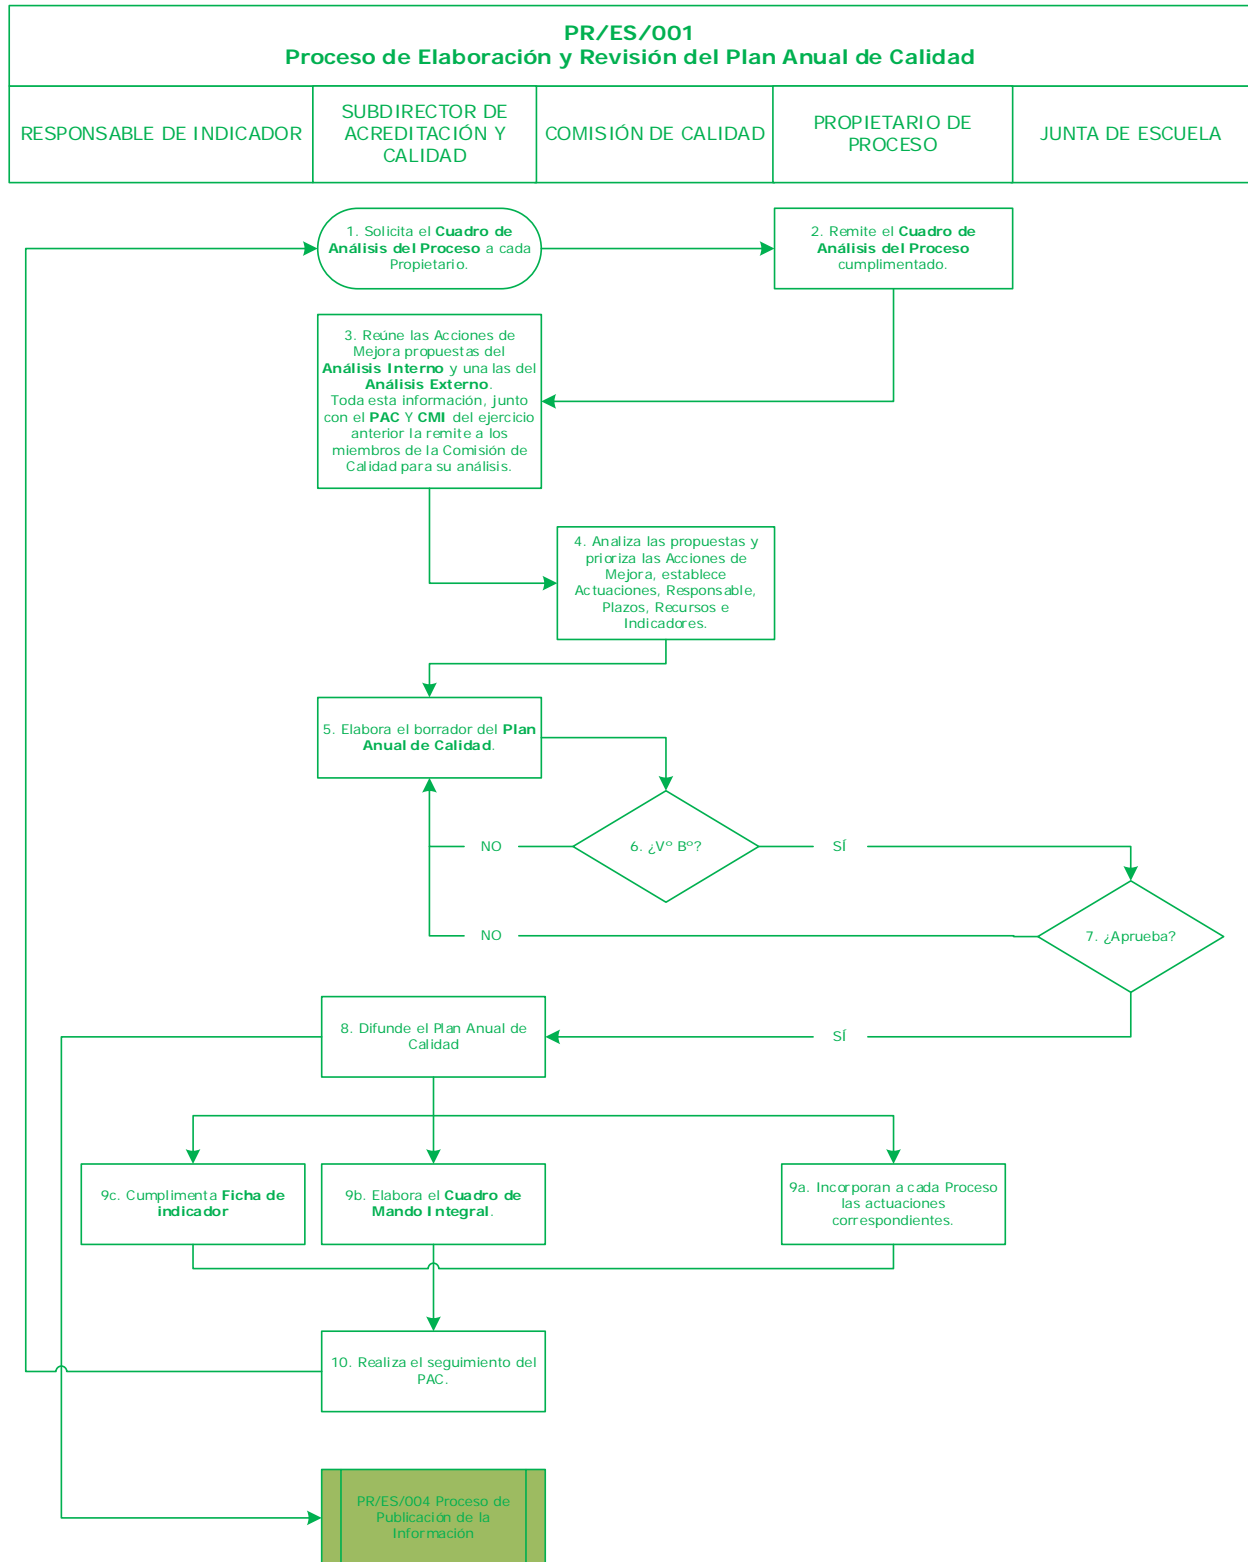 PR/ES/001
Proceso de Elaboración y Revisión del Plan Anual de Calidad
RESPONSABLE DE INDICADOR
SUBDIRECTOR DE
ACREDITACIÓN Y
CALIDAD
COMISIÓN DE CALIDAD
PROPIETARIO DE
PROCESO
JUNTA DE ESCUELA
1. Solicita el Cuadro de
Análisis del Proceso a cada
Propietario.
2. Remite el Cuadro de
Análisis del Proceso
cumplimentado.
3. Reúne las Acciones de
Mejora propuestas del
Análisis Interno y una las del
Análisis Externo.
Toda esta información, junto
con el PAC Y CMI del ejercicio
anterior la remite a los
miembros de la Comisión de
Calidad para su análisis.
4. Analiza las propuestas y
prioriza las Acciones de
Mejora, establece
Actuaciones, Responsable,
Plazos, Recursos e
Indicadores.
5. Elabora el borrador del Plan
Anual de Calidad.
NO
6. ¿Vº Bº?
SÍ
NO
7. ¿Aprueba?
8. Difunde el Plan Anual de
Calidad
SÍ
9c. Cumplimenta Ficha de
indicador
9b. Elabora el Cuadro de
Mando Integral.
9a. Incorporan a cada Proceso
las actuaciones
correspondientes.
10. Realiza el seguimiento del
PAC.
PR/ES/004 Proceso de
Publicación de la
Información